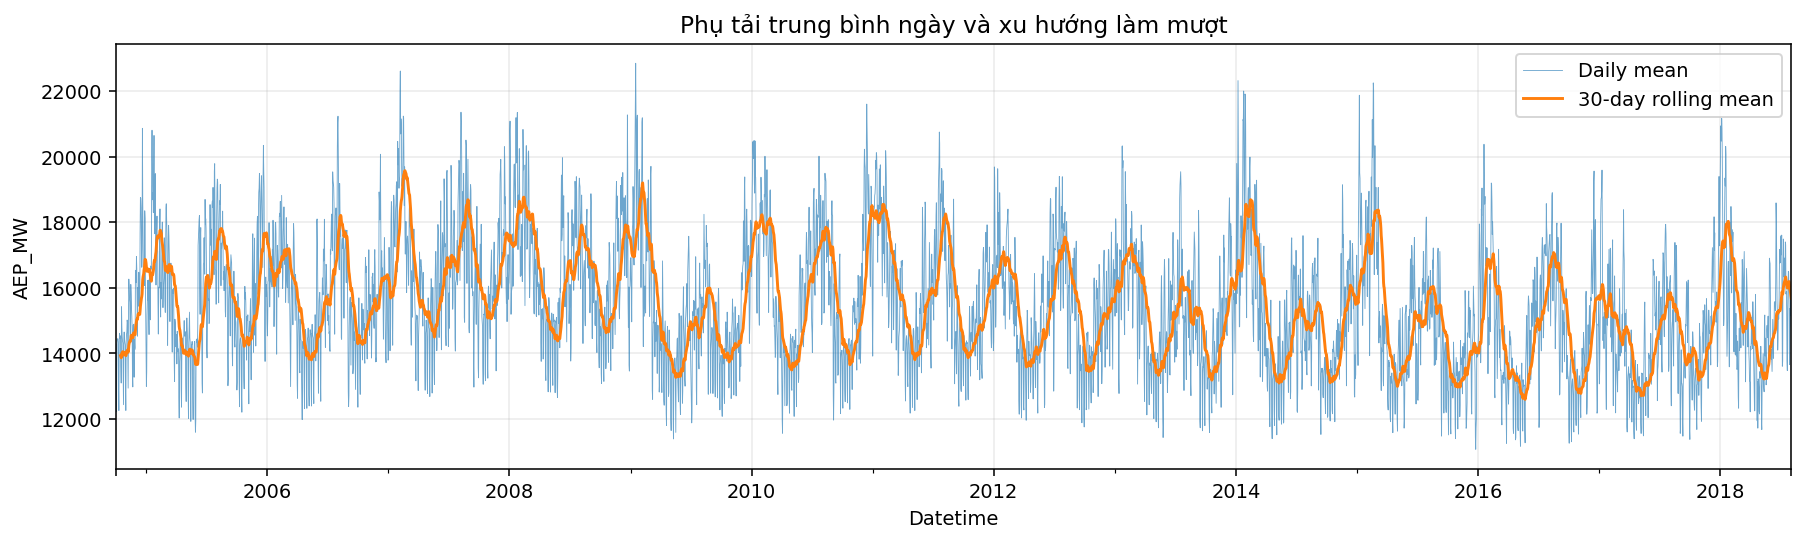 Phụ tải trung bình ngày và xu hướng làm mượt
Daily mean
30-day rolling mean
AEP_MW
22000
20000
18000
16000
14000
12000
2006
2008
2010
2012
2014
2016
2018
Datetime